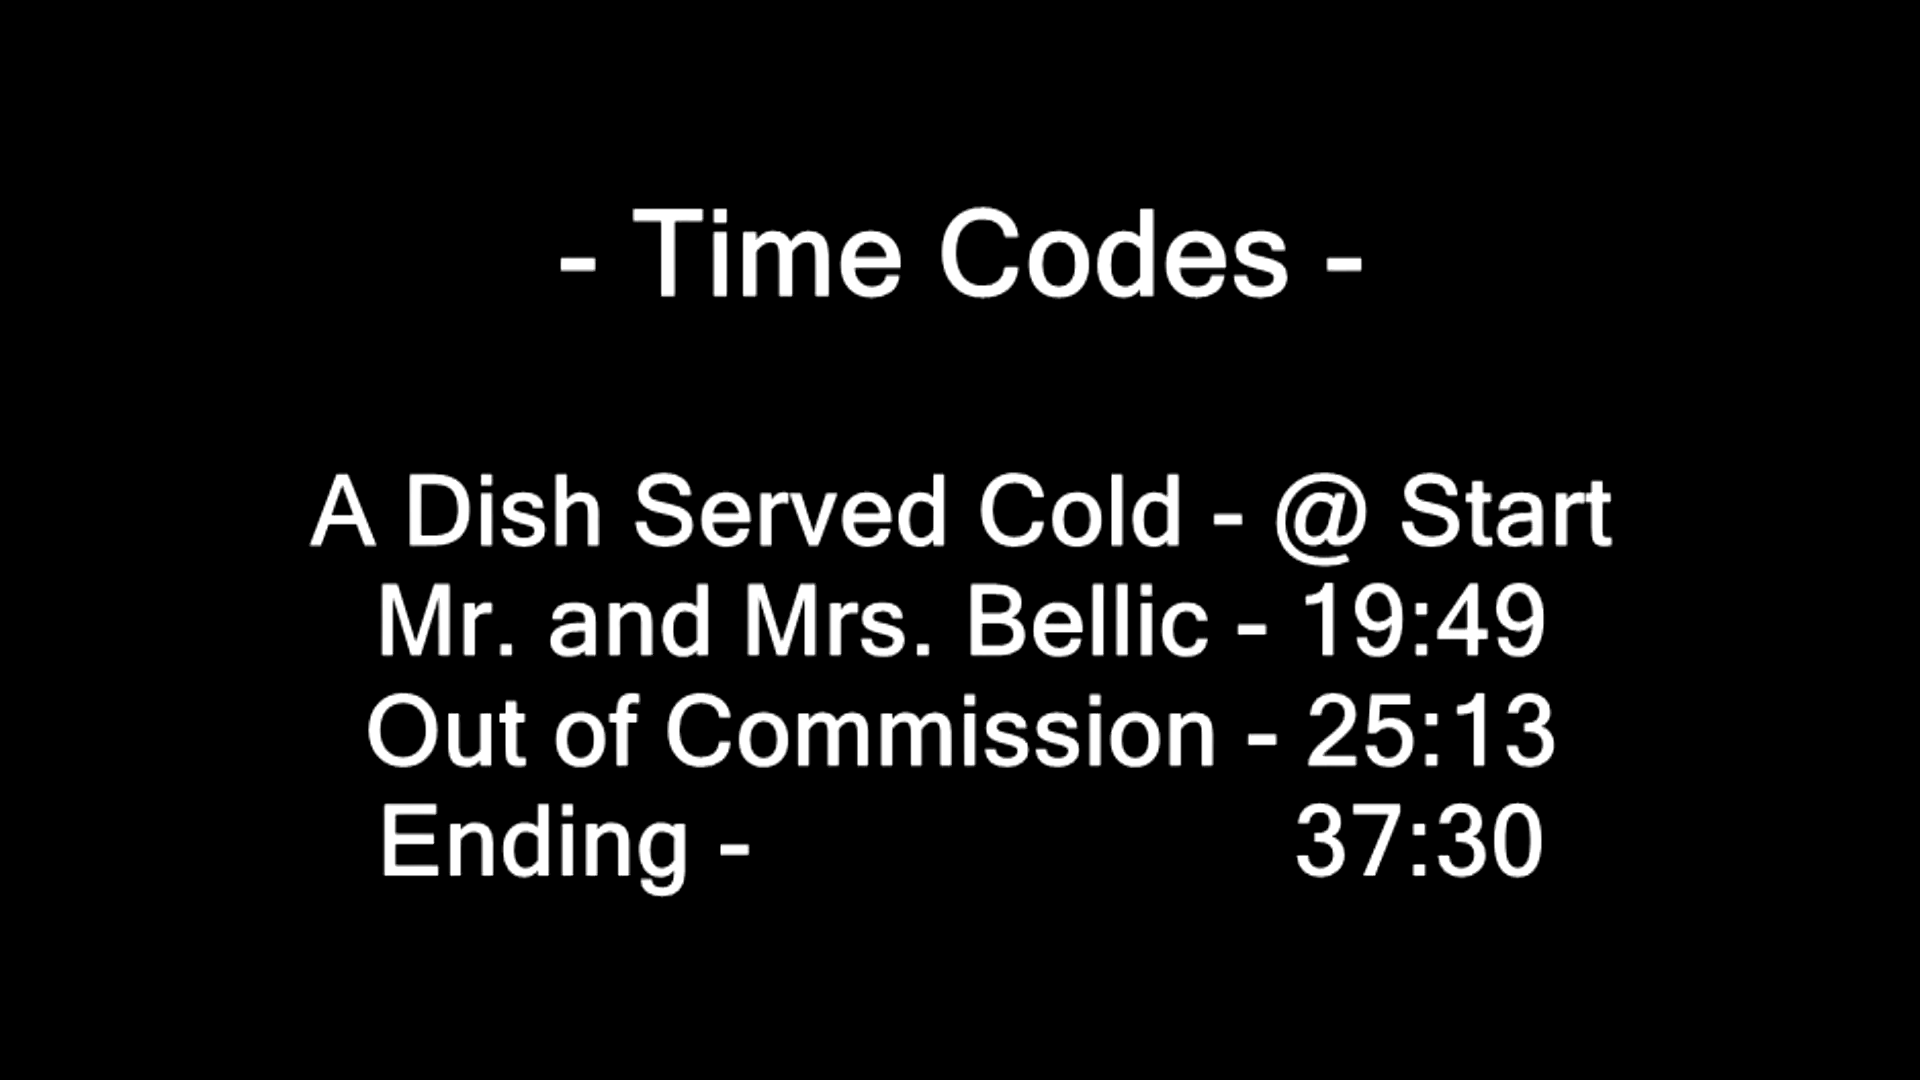 - Time Codes -
A Dish Served Cold - @ Start
Mr. and Mrs. Bellic - 19:49
Out of Commission - 25:13
Ending - 37:30